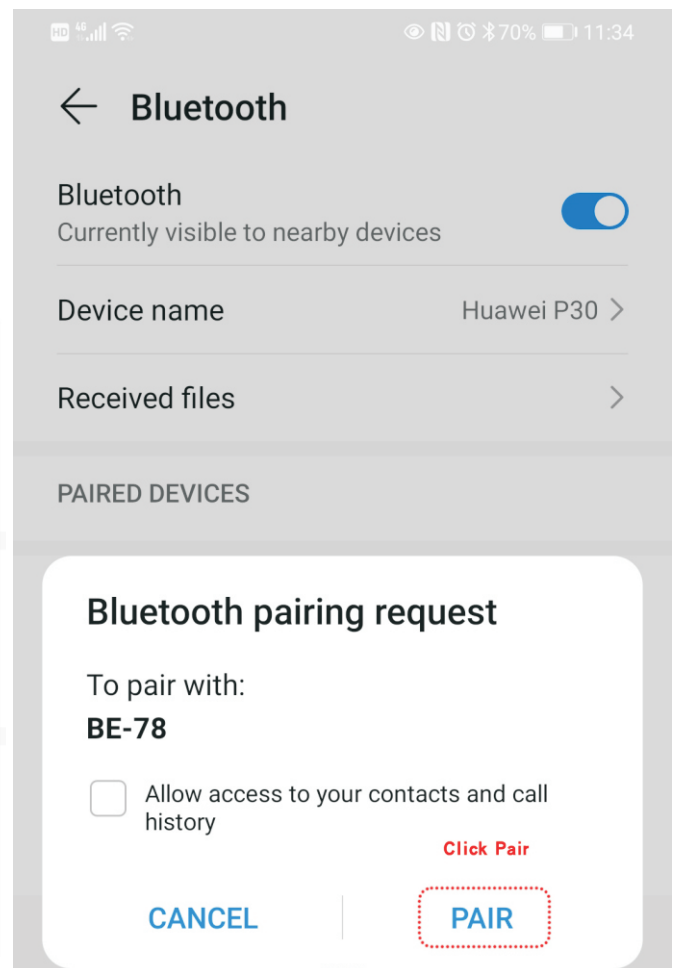 HD 4G 70% 11:34
Bluetooth
Bluetooth
Currently visible to nearby devices
Device name Huawei P30
Received files
PAIRED DEVICES
Bluetooth pairing request
To pair with:
BE-78
Allow access to your contacts and call
history
Click Pair
CANCEL PAIR